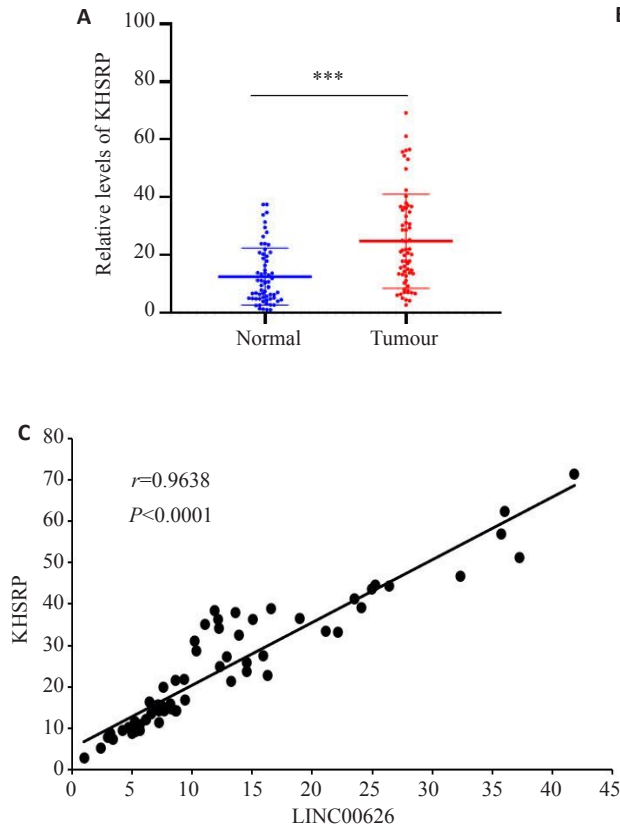 A
B
Relative levels of KHSRP
100
80
60
40
20
0
***
Normal
Tumour
C
KHSRP
80
70
60
50
40
30
20
10
0
r=0.9638
P<0.0001
0 5 10 15 20 25 30 35 40 45
LINC00626